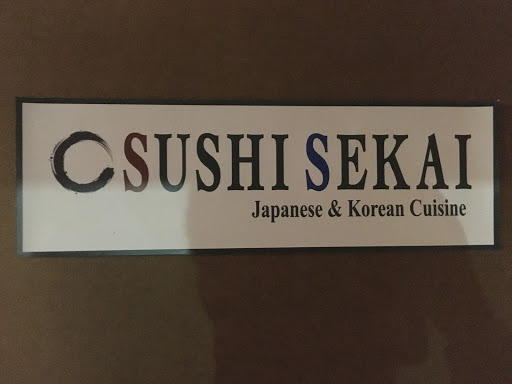 SUSHI SEKAI
Japanese & Korean Cuisine